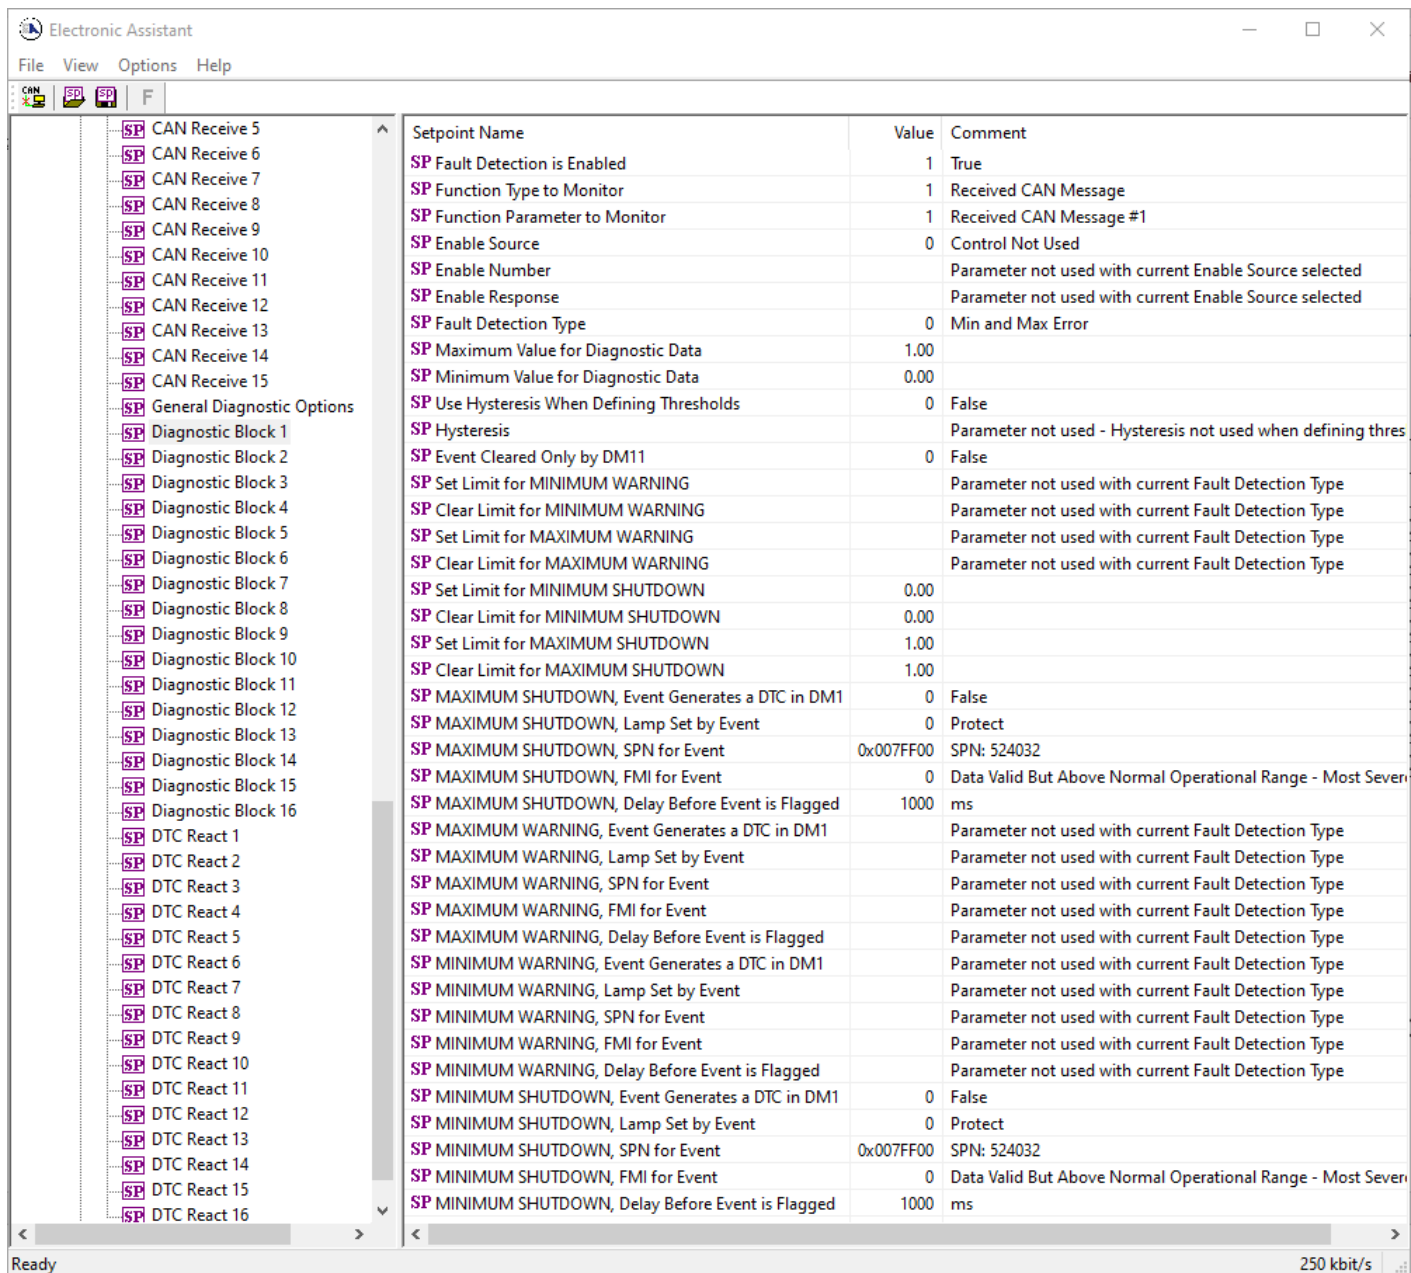 Electronic Assistant
File View Options Help
CAN SP SP F
SP CAN Receive 5
SP CAN Receive 6
SP CAN Receive 7
SP CAN Receive 8
SP CAN Receive 9
SP CAN Receive 10
SP CAN Receive 11
SP CAN Receive 12
SP CAN Receive 13
SP CAN Receive 14
SP CAN Receive 15
SP General Diagnostic Options
SP Diagnostic Block 1
SP Diagnostic Block 2
SP Diagnostic Block 3
SP Diagnostic Block 4
SP Diagnostic Block 5
SP Diagnostic Block 6
SP Diagnostic Block 7
SP Diagnostic Block 8
SP Diagnostic Block 9
SP Diagnostic Block 10
SP Diagnostic Block 11
SP Diagnostic Block 12
SP Diagnostic Block 13
SP Diagnostic Block 14
SP Diagnostic Block 15
SP Diagnostic Block 16
SP DTC React 1
SP DTC React 2
SP DTC React 3
SP DTC React 4
SP DTC React 5
SP DTC React 6
SP DTC React 7
SP DTC React 8
SP DTC React 9
SP DTC React 10
SP DTC React 11
SP DTC React 12
SP DTC React 13
SP DTC React 14
SP DTC React 15
SP DTC React 16
Setpoint Name Value Comment
SP Fault Detection is Enabled 1 True
SP Function Type to Monitor 1 Received CAN Message
SP Function Parameter to Monitor 1 Received CAN Message #1
SP Enable Source 0 Control Not Used
SP Enable Number Parameter not used with current Enable Source selected
SP Enable Response Parameter not used with current Enable Source selected
SP Fault Detection Type 0 Min and Max Error
SP Maximum Value for Diagnostic Data 1.00
SP Minimum Value for Diagnostic Data 0.00
SP Use Hysteresis When Defining Thresholds 0 False
SP Hysteresis Parameter not used - Hysteresis not used when defining thres
SP Event Cleared Only by DM11 0 False
SP Set Limit for MINIMUM WARNING Parameter not used with current Fault Detection Type
SP Clear Limit for MINIMUM WARNING Parameter not used with current Fault Detection Type
SP Set Limit for MAXIMUM WARNING Parameter not used with current Fault Detection Type
SP Clear Limit for MAXIMUM WARNING Parameter not used with current Fault Detection Type
SP Set Limit for MINIMUM SHUTDOWN 0.00
SP Clear Limit for MINIMUM SHUTDOWN 0.00
SP Set Limit for MAXIMUM SHUTDOWN 1.00
SP Clear Limit for MAXIMUM SHUTDOWN 1.00
SP MAXIMUM SHUTDOWN, Event Generates a DTC in DM1 0 False
SP MAXIMUM SHUTDOWN, Lamp Set by Event 0 Protect
SP MAXIMUM SHUTDOWN, SPN for Event 0x007FF00 SPN: 524032
SP MAXIMUM SHUTDOWN, FMI for Event 0 Data Valid But Above Normal Operational Range - Most Sever
SP MAXIMUM SHUTDOWN, Delay Before Event is Flagged 1000 ms
SP MAXIMUM WARNING, Event Generates a DTC in DM1 Parameter not used with current Fault Detection Type
SP MAXIMUM WARNING, Lamp Set by Event Parameter not used with current Fault Detection Type
SP MAXIMUM WARNING, SPN for Event Parameter not used with current Fault Detection Type
SP MAXIMUM WARNING, FMI for Event Parameter not used with current Fault Detection Type
SP MAXIMUM WARNING, Delay Before Event is Flagged Parameter not used with current Fault Detection Type
SP MINIMUM WARNING, Event Generates a DTC in DM1 Parameter not used with current Fault Detection Type
SP MINIMUM WARNING, Lamp Set by Event Parameter not used with current Fault Detection Type
SP MINIMUM WARNING, SPN for Event Parameter not used with current Fault Detection Type
SP MINIMUM WARNING, FMI for Event Parameter not used with current Fault Detection Type
SP MINIMUM WARNING, Delay Before Event is Flagged Parameter not used with current Fault Detection Type
SP MINIMUM SHUTDOWN, Event Generates a DTC in DM1 0 False
SP MINIMUM SHUTDOWN, Lamp Set by Event 0 Protect
SP MINIMUM SHUTDOWN, SPN for Event 0x007FF00 SPN: 524032
SP MINIMUM SHUTDOWN, FMI for Event 0 Data Valid But Above Normal Operational Range - Most Sever
SP MINIMUM SHUTDOWN, Delay Before Event is Flagged 1000 ms
Ready 250 kbit/s